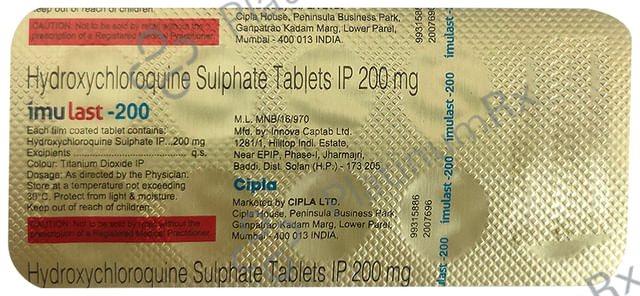 CAUTION: Not to be sold by retail without the
prescription of a Registered Medical Practitioner.
Cipla House, Peninsula Business Park,
Ganpatrao Kadam Marg, Lower Parel,
Mumbai - 400 013 INDIA.
99315886
2007696
imulast-200
Hydroxychloroquine Sulphate Tablets IP 200 mg
imulast -200
Each film coated tablet contains:
Hydroxychloroquine Sulphate IP...200 mg
Excipients q.s.
Colour: Titanium Dioxide IP
Dosage: As directed by the Physician.
Store at a temperature not exceeding
30°C. Protect from light & moisture.
Keep out of reach of children.
CAUTION: Not to be sold by retail without the
prescription of a Registered Medical Practitioner.
M.L. MNB/16/970
Mfd. by: Innova Captab Ltd.
1281/1, Hilltop Indl. Estate,
Near EPIP, Phase-I, Jharmajri,
Baddi, Dist. Solan (H.P.) - 173 205
Cipla
Marketed by CIPLA LTD.
Cipla House, Peninsula Business Park,
Ganpatrao Kadam Marg, Lower Parel,
Mumbai - 400 013 INDIA.
99315886
2007696
imulast-200
imulast-200
Hydroxychloroquine Sulphate Tablets IP 200 mg
PlatinumRx